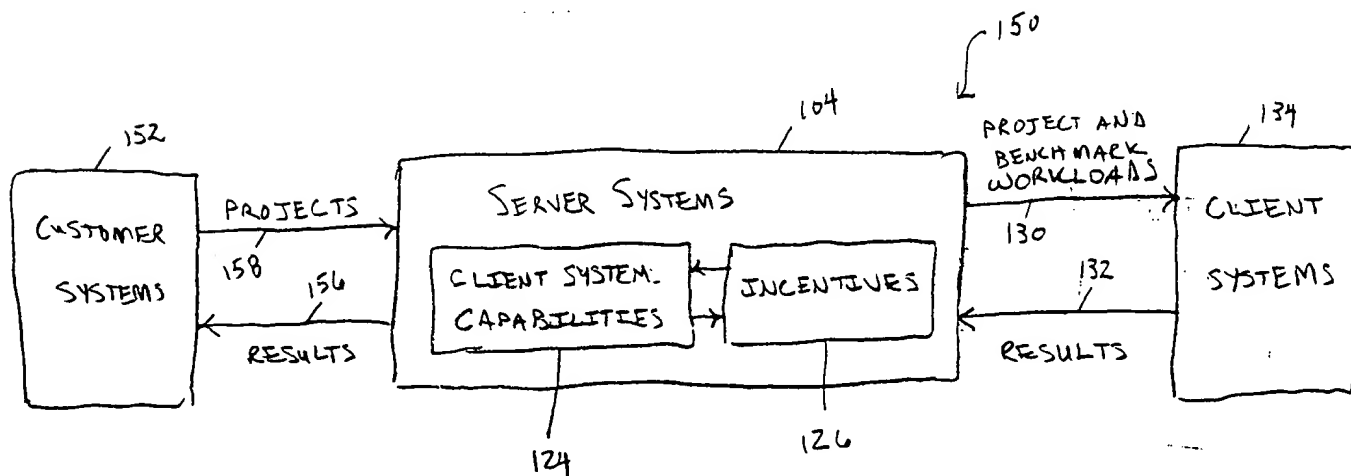 150
152
104
134
PROJECT AND
BENCHMARK
WORKLOADS
PROJECTS
SERVER SYSTEMS
CUSTOMER
SYSTEMS
CLIENT
SYSTEMS
158
130
156
132
CLIENT SYSTEM
CAPABILITIES
INCENTIVES
RESULTS
RESULTS
124
126